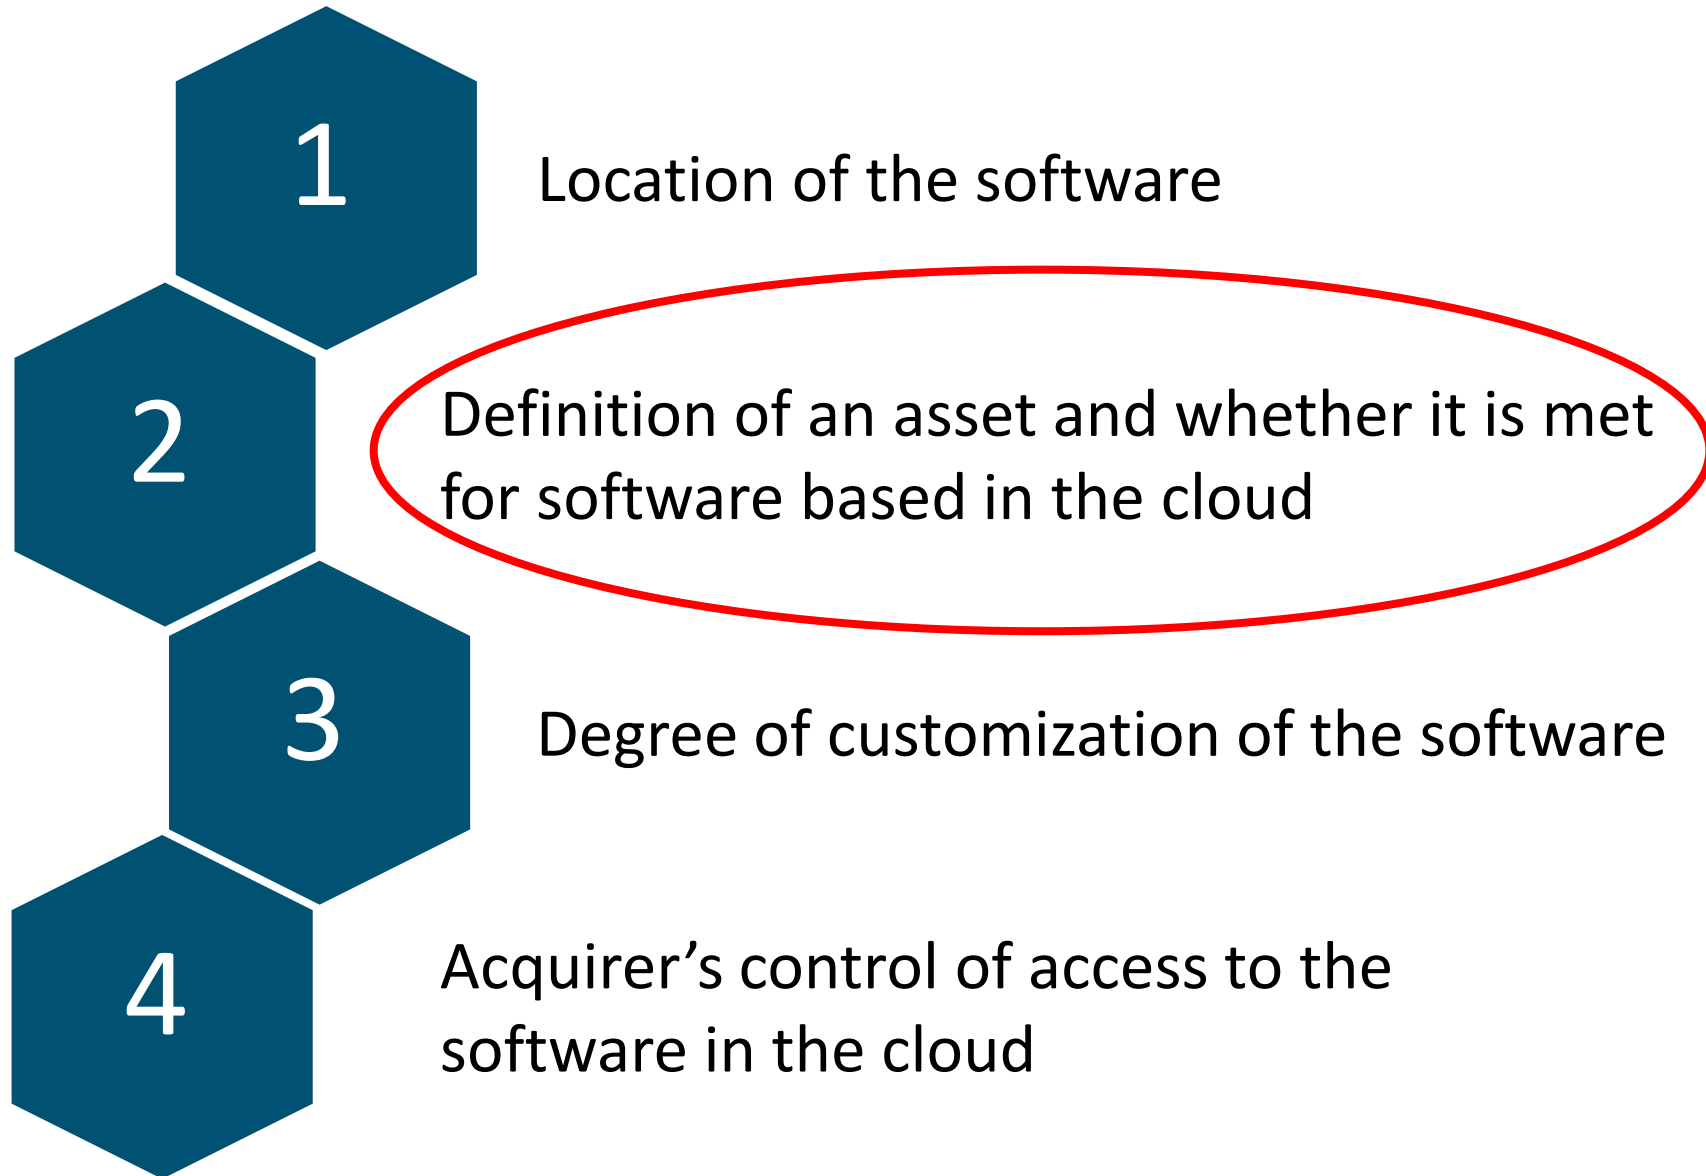 1
Location of the software
2
Definition of an asset and whether it is met
for software based in the cloud
3
Degree of customization of the software
4
Acquirer’s control of access to the
software in the cloud